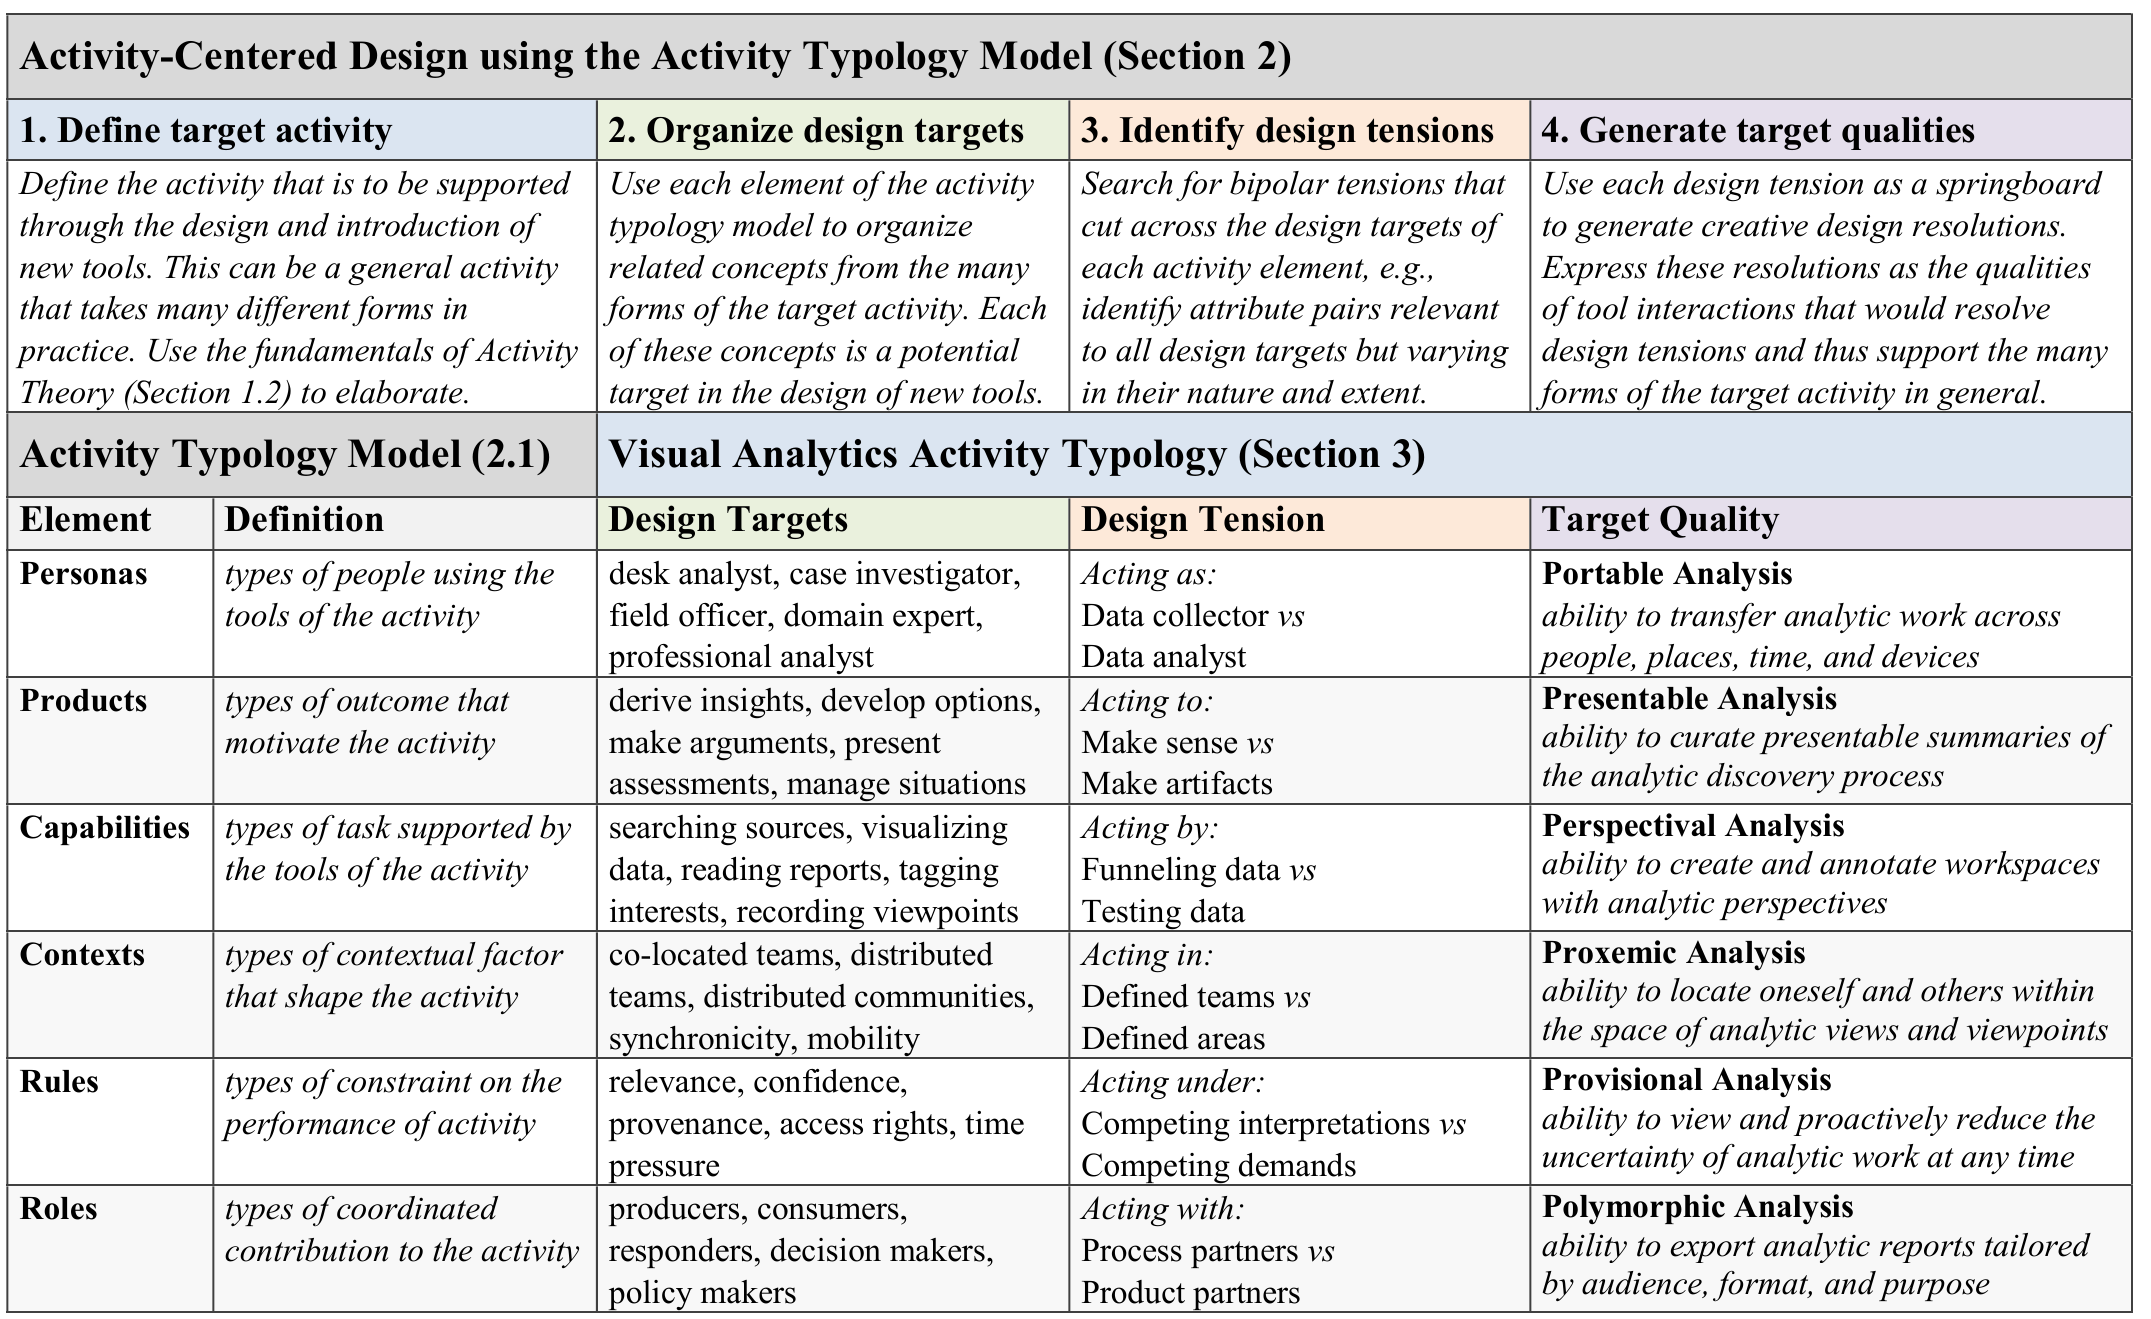 Activity-Centered Design using the Activity Typology Model (Section 2)
1. Define target activity
2. Organize design targets
3. Identify design tensions
4. Generate target qualities
Define the activity that is to be supported
through the design and introduction of
new tools. This can be a general activity
that takes many different forms in
practice. Use the fundamentals of Activity
Theory (Section 1.2) to elaborate.
Use each element of the activity
typology model to organize
related concepts from the many
forms of the target activity. Each
of these concepts is a potential
target in the design of new tools.
Search for bipolar tensions that
cut across the design targets of
each activity element, e.g.,
identify attribute pairs relevant
to all design targets but varying
in their nature and extent.
Use each design tension as a springboard
to generate creative design resolutions.
Express these resolutions as the qualities
of tool interactions that would resolve
design tensions and thus support the many
forms of the target activity in general.
Activity Typology Model (2.1)
Visual Analytics Activity Typology (Section 3)
Element
Definition
Design Targets
Design Tension
Target Quality
Personas
types of people using the
tools of the activity
desk analyst, case investigator,
field officer, domain expert,
professional analyst
Acting as:
Data collector vs
Data analyst
Portable Analysis
ability to transfer analytic work across
people, places, time, and devices
Products
types of outcome that
motivate the activity
derive insights, develop options,
make arguments, present
assessments, manage situations
Acting to:
Make sense vs
Make artifacts
Presentable Analysis
ability to curate presentable summaries of
the analytic discovery process
Capabilities
types of task supported by
the tools of the activity
searching sources, visualizing
data, reading reports, tagging
interests, recording viewpoints
Acting by:
Funneling data vs
Testing data
Perspectival Analysis
ability to create and annotate workspaces
with analytic perspectives
Contexts
types of contextual factor
that shape the activity
co-located teams, distributed
teams, distributed communities,
synchronicity, mobility
Acting in:
Defined teams vs
Defined areas
Proxemic Analysis
ability to locate oneself and others within
the space of analytic views and viewpoints
Rules
types of constraint on the
performance of activity
relevance, confidence,
provenance, access rights, time
pressure
Acting under:
Competing interpretations vs
Competing demands
Provisional Analysis
ability to view and proactively reduce the
uncertainty of analytic work at any time
Roles
types of coordinated
contribution to the activity
producers, consumers,
responders, decision makers,
policy makers
Acting with:
Process partners vs
Product partners
Polymorphic Analysis
ability to export analytic reports tailored
by audience, format, and purpose